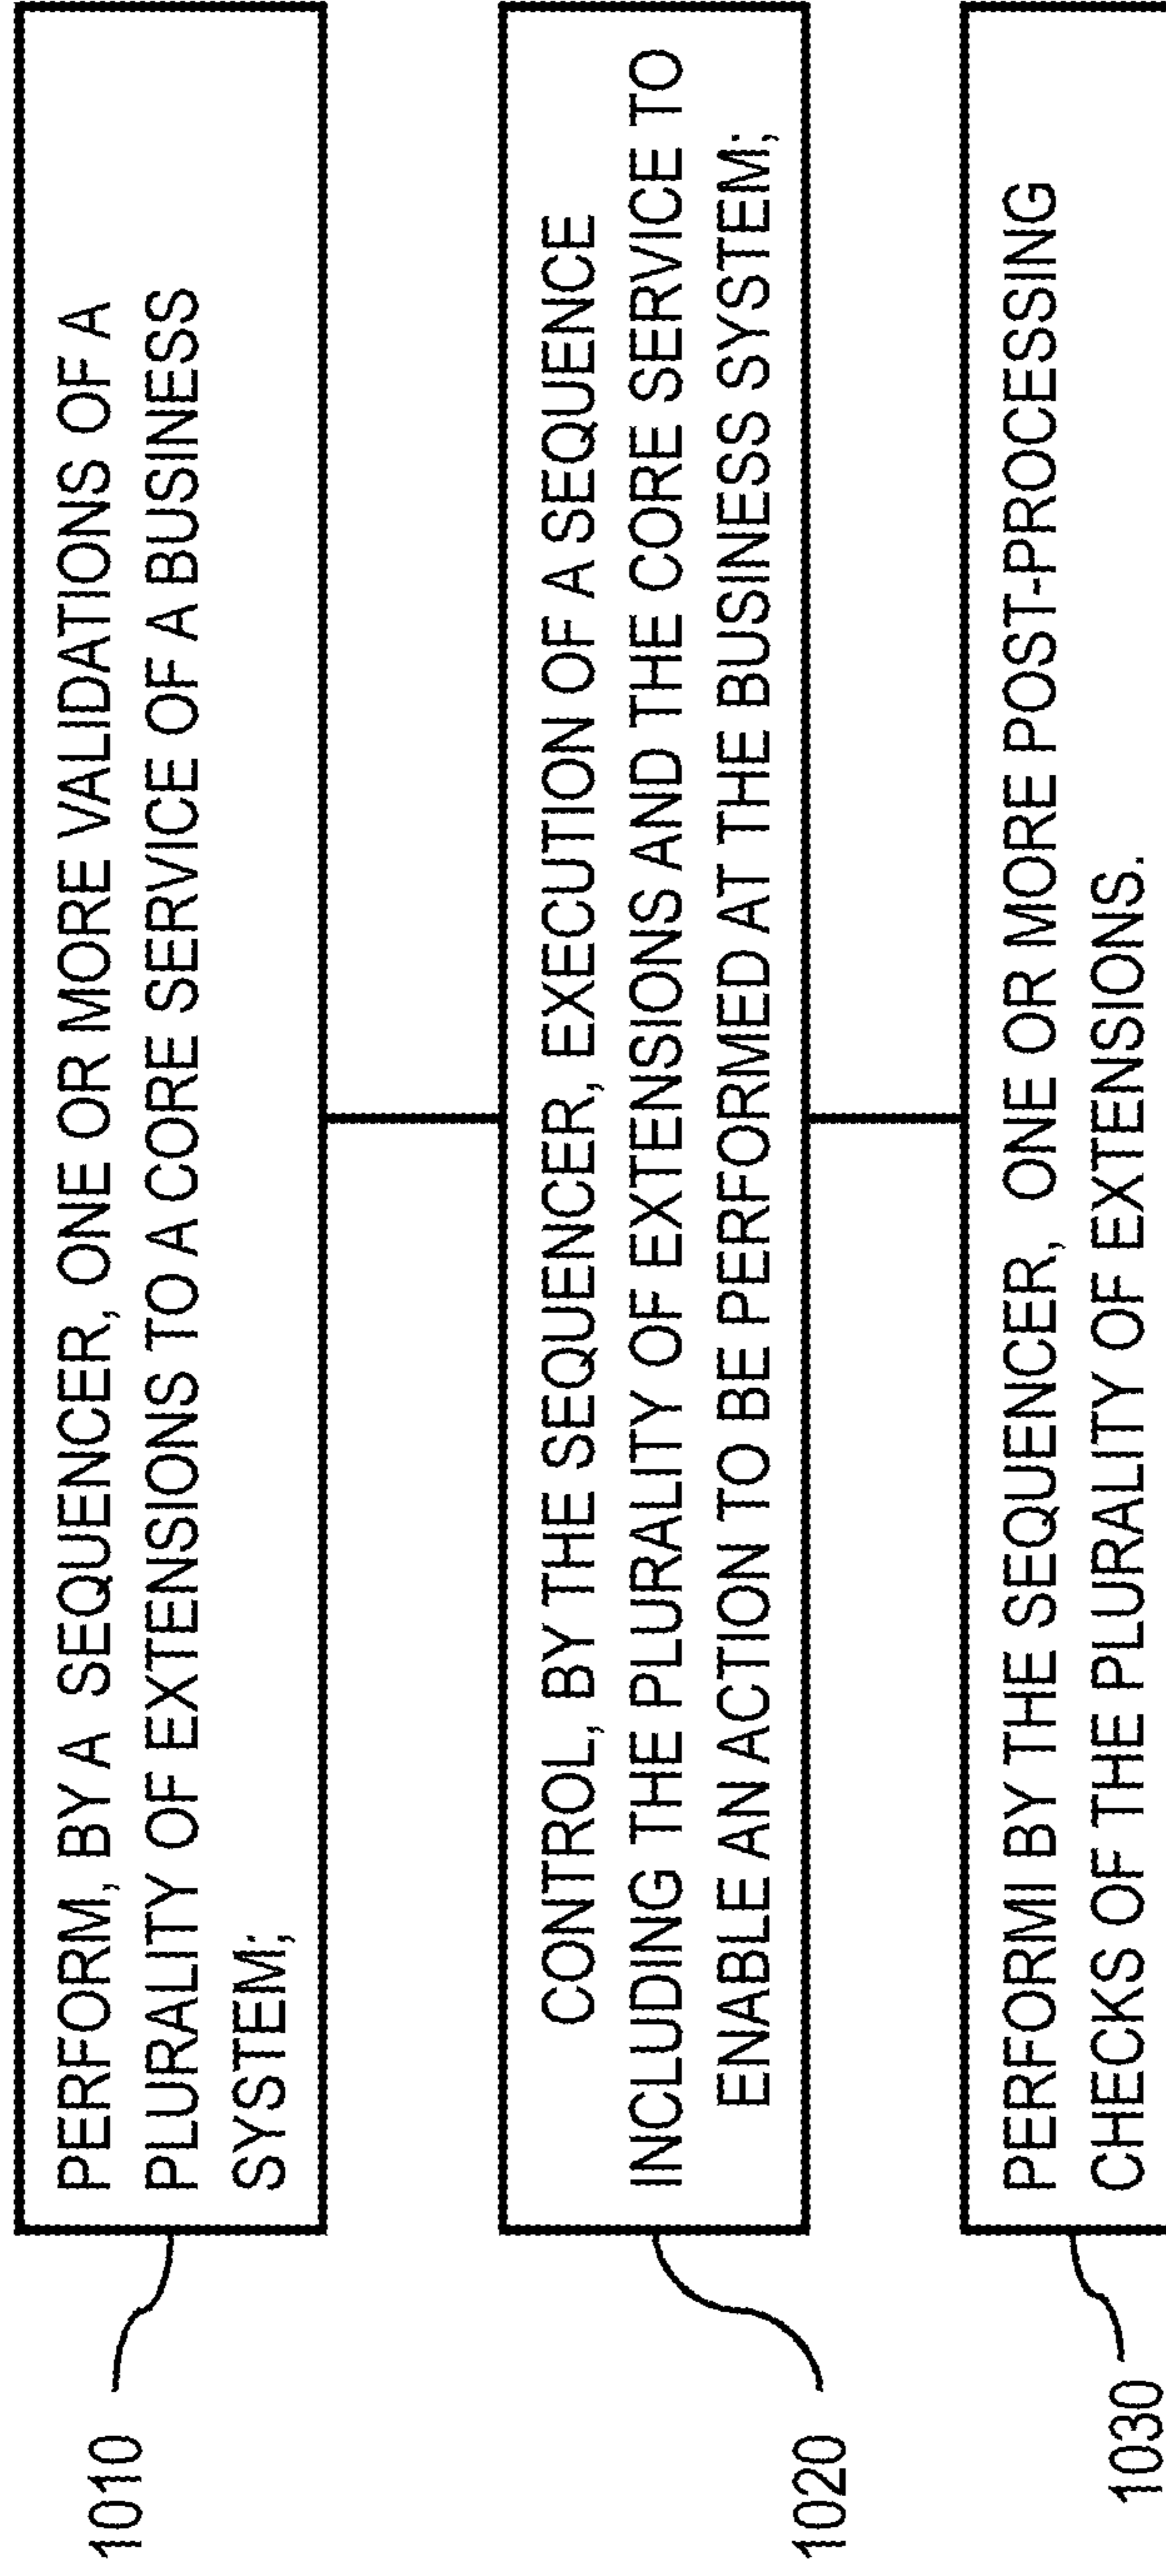 1010
PERFORM, BY A SEQUENCER, ONE OR MORE VALIDATIONS OF A
PLURALITY OF EXTENSIONS TO A CORE SERVICE OF A BUSINESS
SYSTEM;
1020
CONTROL, BY THE SEQUENCER, EXECUTION OF A SEQUENCE
INCLUDING THE PLURALITY OF EXTENSIONS AND THE CORE SERVICE TO
ENABLE AN ACTION TO BE PERFORMED AT THE BUSINESS SYSTEM;
1030
PERFORMI BY THE SEQUENCER, ONE OR MORE POST-PROCESSING
CHECKS OF THE PLURALITY OF EXTENSIONS.